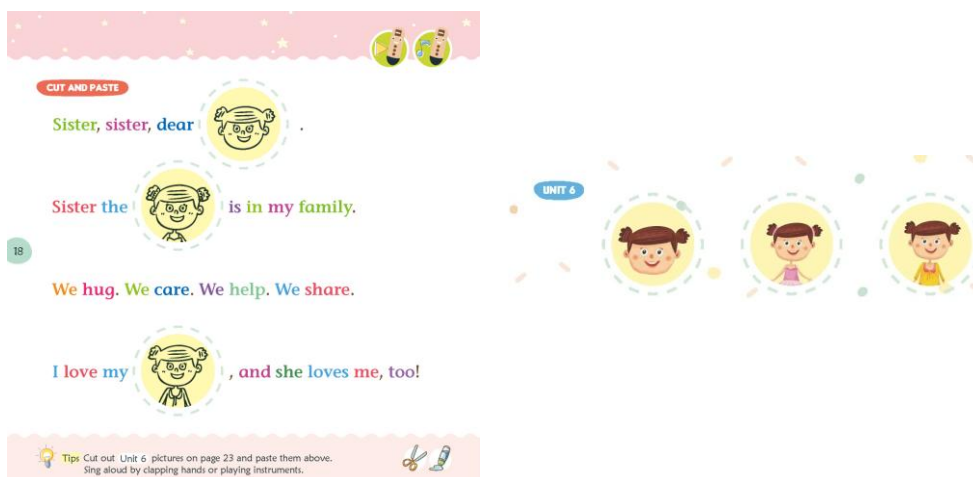 CUT AND PASTE
Sister, sister, dear .
Sister the is in my family.
18
We hug. We care. We help. We share.
I love my , and she loves me, too!
Tips Cut out Unit 6 pictures on page 23 and paste them above.
Sing aloud by clapping hands or playing instruments.
UNIT 6